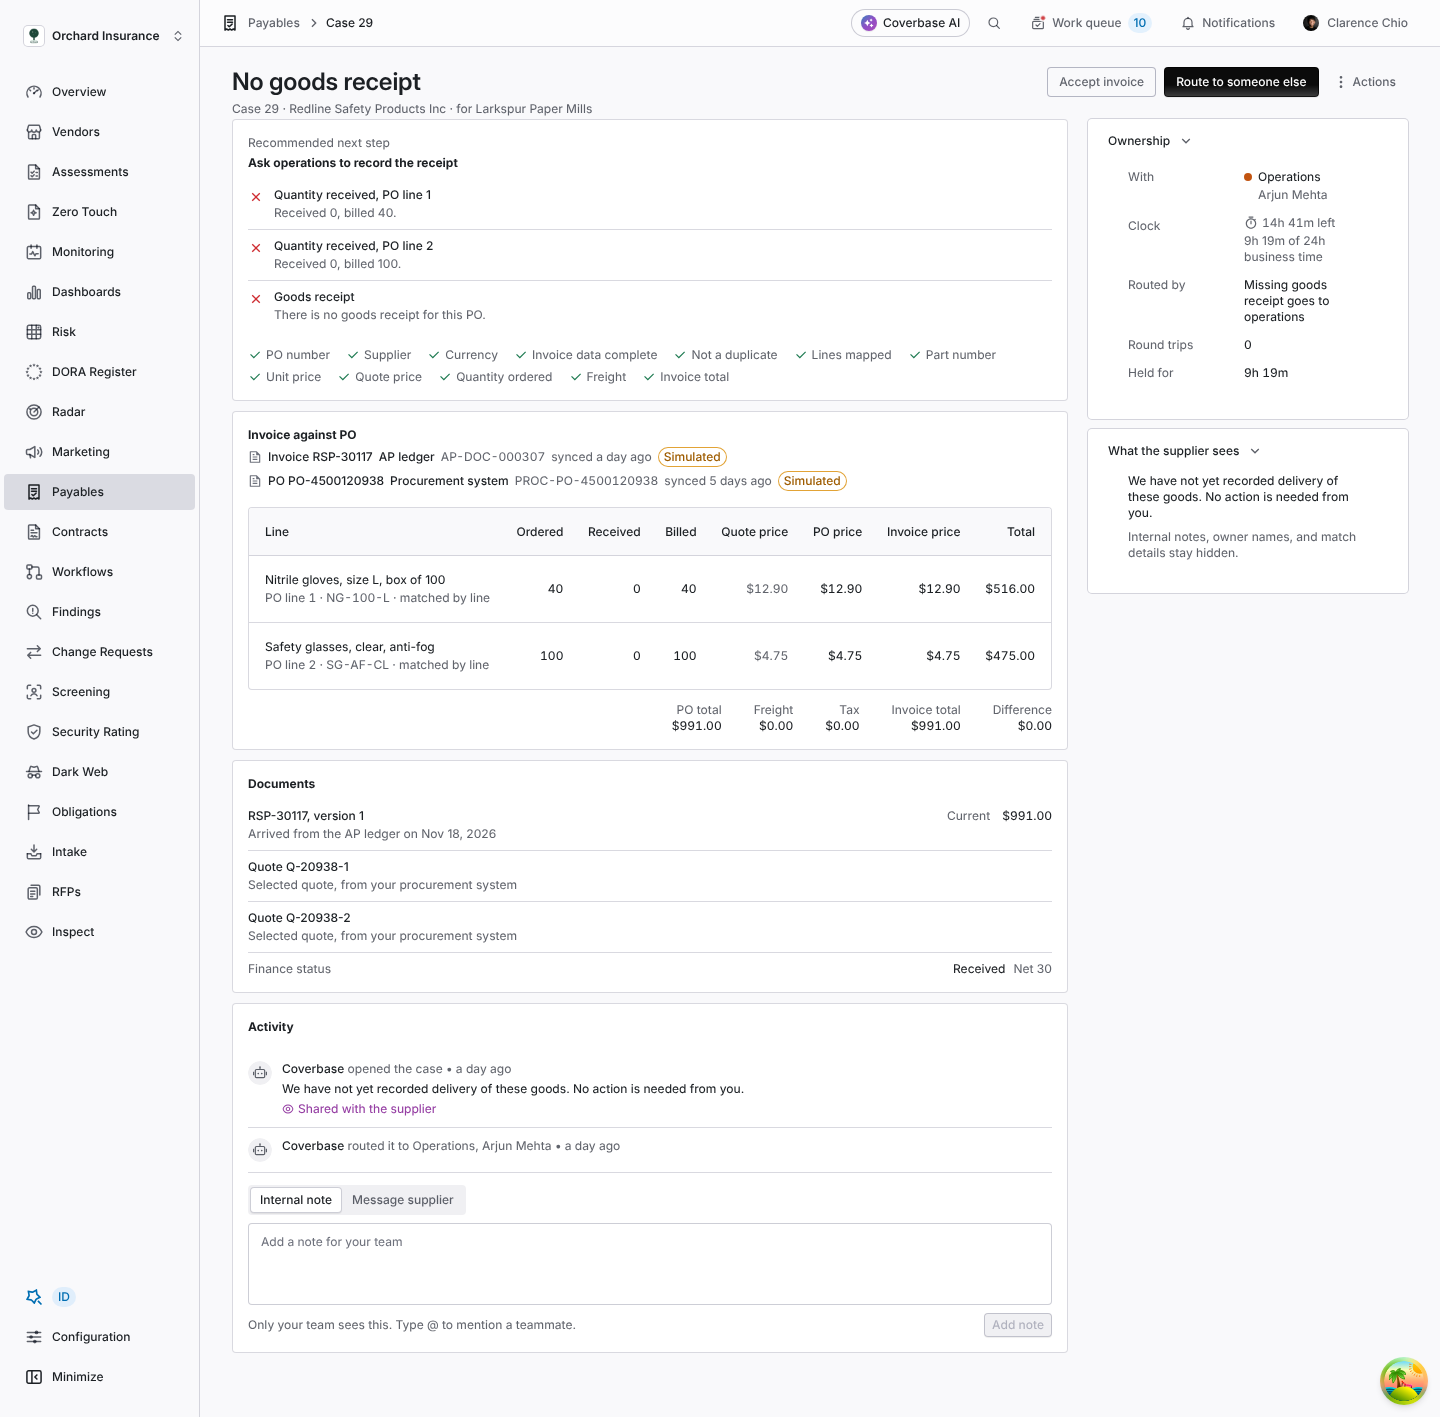 Orchard Insurance
Overview
Vendors
Assessments
Zero Touch
Monitoring
Dashboards
Risk
DORA Register
Radar
Marketing
Payables
Contracts
Workflows
Findings
Change Requests
Screening
Security Rating
Dark Web
Obligations
Intake
RFPs
Inspect
ID
Configuration
Minimize
Payables > Case 29
Coverbase AI
Work queue 10
Notifications
Clarence Chio
No goods receipt
Case 29 · Redline Safety Products Inc · for Larkspur Paper Mills
Accept invoice
Route to someone else
Actions
Recommended next step
Ask operations to record the receipt
Quantity received, PO line 1
Received 0, billed 40.
Quantity received, PO line 2
Received 0, billed 100.
Goods receipt
There is no goods receipt for this PO.
PO number Supplier Currency Invoice data complete Not a duplicate Lines mapped Part number
Unit price Quote price Quantity ordered Freight Invoice total
Invoice against PO
Invoice RSP-30117 AP ledger AP-DOC-000307 synced a day ago Simulated
PO PO-4500120938 Procurement system PROC-PO-4500120938 synced 5 days ago Simulated
Line Ordered Received Billed Quote price PO price Invoice price Total
Nitrile gloves, size L, box of 100
PO line 1 · NG-100-L · matched by line
40 0 40 $12.90 $12.90 $12.90 $516.00
Safety glasses, clear, anti-fog
PO line 2 · SG-AF-CL · matched by line
100 0 100 $4.75 $4.75 $4.75 $475.00
PO total Freight Tax Invoice total Difference
$991.00 $0.00 $0.00 $991.00 $0.00
Documents
RSP-30117, version 1
Current $991.00
Arrived from the AP ledger on Nov 18, 2026
Quote Q-20938-1
Selected quote, from your procurement system
Quote Q-20938-2
Selected quote, from your procurement system
Finance status
Received Net 30
Activity
Coverbase opened the case • a day ago
We have not yet recorded delivery of these goods. No action is needed from you.
Shared with the supplier
Coverbase routed it to Operations, Arjun Mehta • a day ago
Internal note
Message supplier
Add a note for your team
Only your team sees this. Type @ to mention a teammate.
Add note
Ownership
With
Operations
Arjun Mehta
Clock
14h 41m left
9h 19m of 24h
business time
Routed by
Missing goods
receipt goes to
operations
Round trips
0
Held for
9h 19m
What the supplier sees
We have not yet recorded delivery of
these goods. No action is needed from
you.
Internal notes, owner names, and match
details stay hidden.